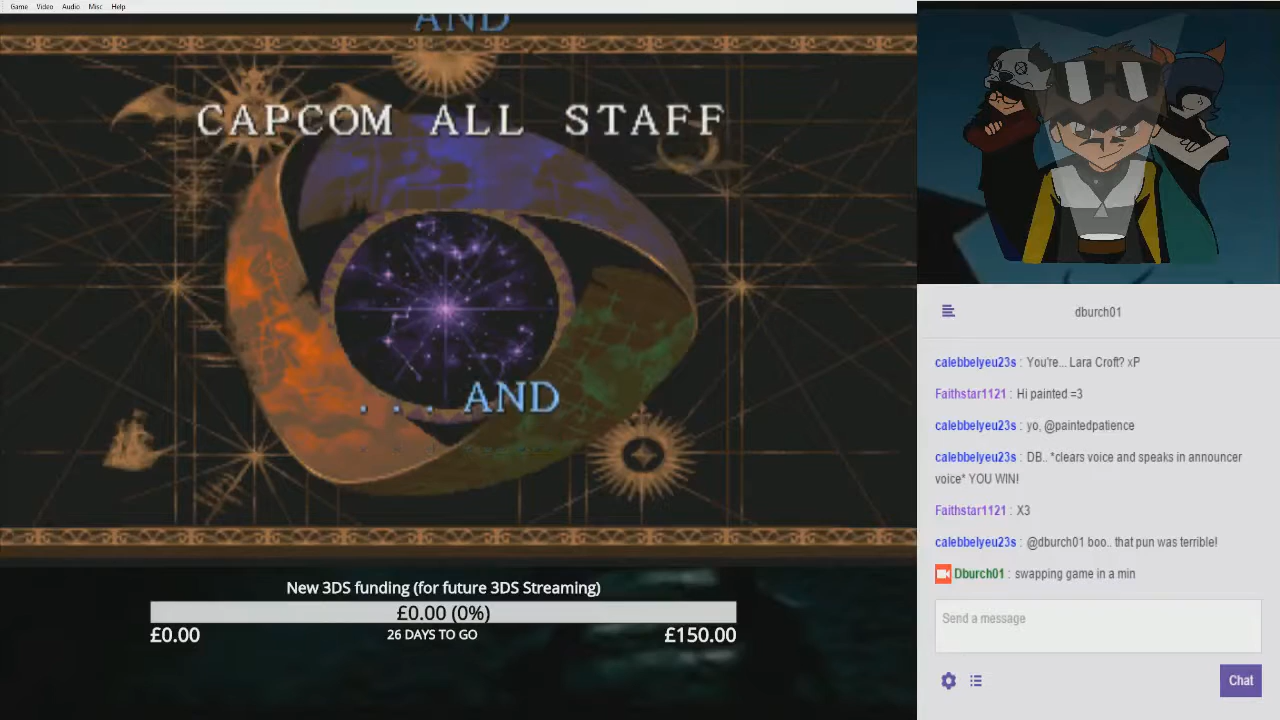 Game Video Audio Misc Help
AND
CAPCOM ALL STAFF
. . . AND
New 3DS funding (for future 3DS Streaming)
£0.00 (0%)
£0.00 26 DAYS TO GO £150.00
dburch01
calebbelyeu23s : You're... Lara Croft? xP
Faithstar1121 : Hi painted =3
calebbelyeu23s : yo, @paintedpatience
calebbelyeu23s : DB.. *clears voice and speaks in announcer
voice* YOU WIN!
Faithstar1121 : X3
calebbelyeu23s : @dburch01 boo.. that pun was terrible!
Dburch01 : swapping game in a min
Send a message
Chat